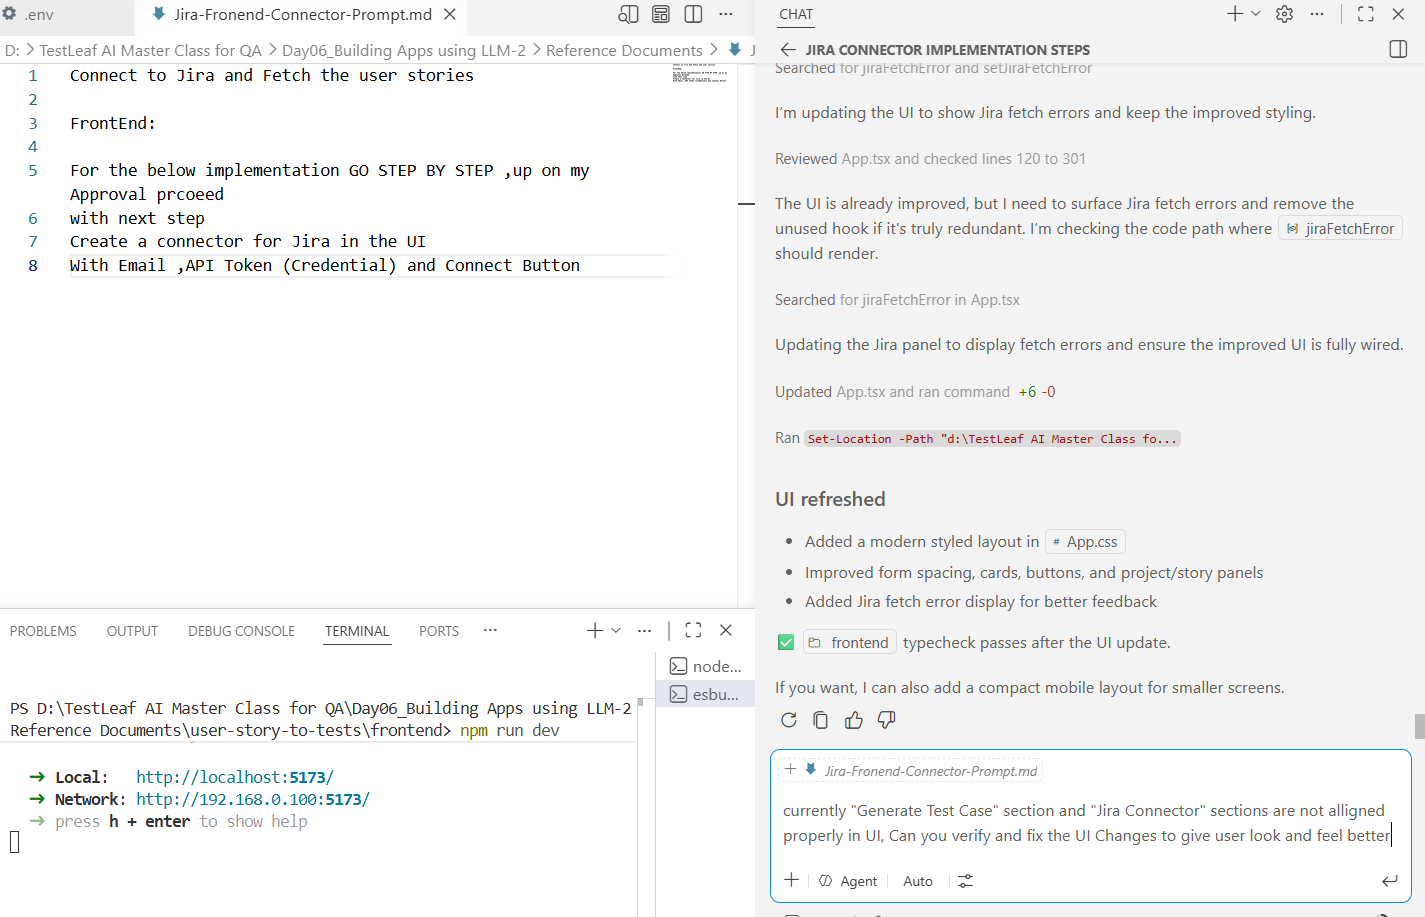 .env
Jira-Fronend-Connector-Prompt.md
D: > TestLeaf AI Master Class for QA > Day06_Building Apps using LLM-2 > Reference Documents >
1 Connect to Jira and Fetch the user stories
2
3 FrontEnd:
4
5 For the below implementation GO STEP BY STEP ,up on my
Approval prcoeed
6 with next step
7 Create a connector for Jira in the UI
8 With Email ,API Token (Credential) and Connect Button
PROBLEMS OUTPUT DEBUG CONSOLE TERMINAL PORTS ...
node...
esbu...
PS D:\TestLeaf AI Master Class for QA\Day06_Building Apps using LLM-2
Reference Documents\user-story-to-tests\frontend> npm run dev
➜ Local: http://localhost:5173/
➜ Network: http://192.168.0.100:5173/
➜ press h + enter to show help
CHAT
JIRA CONNECTOR IMPLEMENTATION STEPS
Searched for jiraFetchError and setJiraFetchError
I'm updating the UI to show Jira fetch errors and keep the improved styling.
Reviewed App.tsx and checked lines 120 to 301
The UI is already improved, but I need to surface Jira fetch errors and remove the
unused hook if it's truly redundant. I'm checking the code path where jiraFetchError
should render.
Searched for jiraFetchError in App.tsx
Updating the Jira panel to display fetch errors and ensure the improved UI is fully wired.
Updated App.tsx and ran command +6 -0
Ran Set-Location -Path "d:\TestLeaf AI Master Class fo...
UI refreshed
• Added a modern styled layout in # App.css
• Improved form spacing, cards, buttons, and project/story panels
• Added Jira fetch error display for better feedback
✅ frontend typecheck passes after the UI update.
If you want, I can also add a compact mobile layout for smaller screens.
Jira-Fronend-Connector-Prompt.md
currently "Generate Test Case" section and "Jira Connector" sections are not alligned
properly in UI, Can you verify and fix the UI Changes to give user look and feel better
Agent Auto